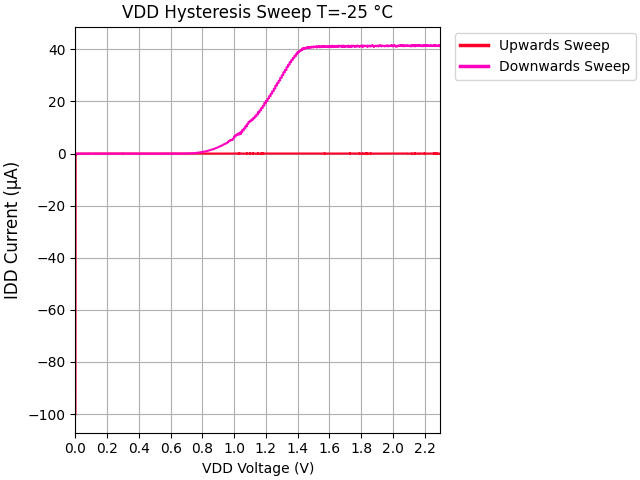 VDD Hysteresis Sweep T=-25 °C
Upwards Sweep
Downwards Sweep
IDD Current (μA)
40
20
0
−20
−40
−60
−80
−100
0.0 0.2 0.4 0.6 0.8 1.0 1.2 1.4 1.6 1.8 2.0 2.2
VDD Voltage (V)